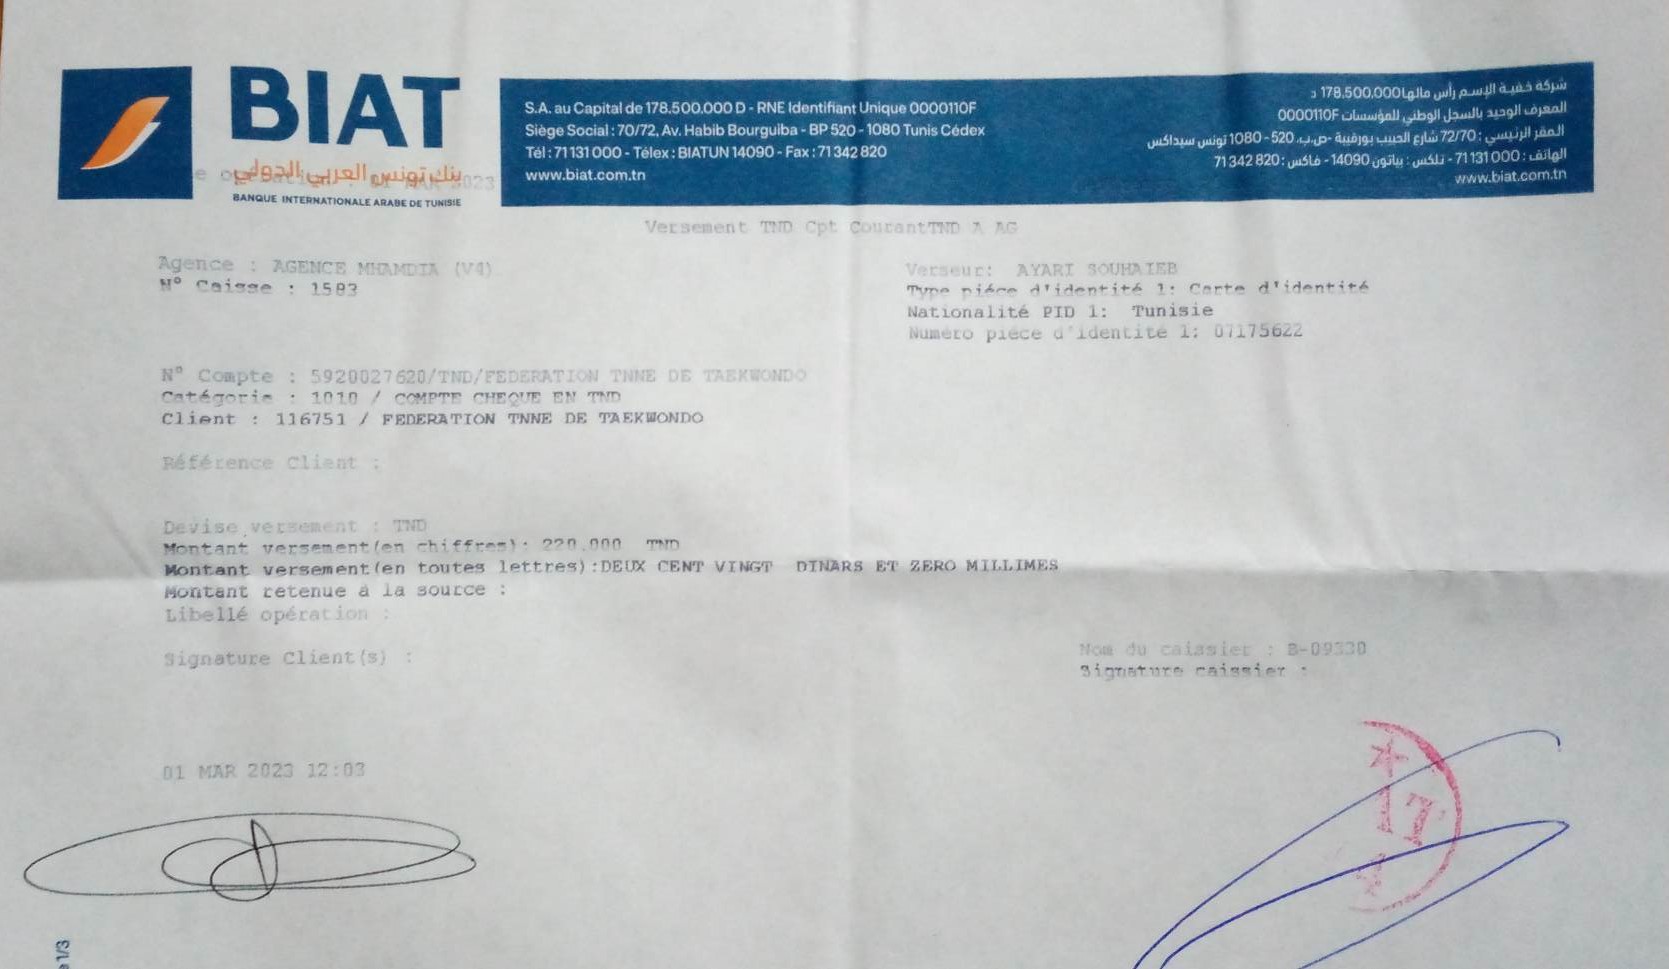 BIAT
بنك تونس العربي الدولي
BANQUE INTERNATIONALE ARABE DE TUNISIE
S.A. au Capital de 178.500.000 D - RNE Identifiant Unique 0000110F
Siège Social : 70/72, Av. Habib Bourguiba - BP 520 - 1080 Tunis Cédex
Tél : 71 131 000 - Télex : BIATUN 14090 - Fax : 71 342 820
www.biat.com.tn
شركة خفية الإسم رأس مالها 178.500.000 د
المعرف الوحيد بالسجل الوطني للمؤسسات 0000110F
المقر الرئيسي : 72/70 شارع الحبيب بورقيبة -ص.ب. 520 - 1080 تونس سيداكس
الهاتف : 71 131 000 - تلكس : بياتون 14090 - فاكس : 71 342 820
www.biat.com.tn
Versement TND Cpt CourantTND A AG
Agence : AGENCE MHAMDIA (V4)
N° Caisse : 1583
Verseur: AYARI SOUHAIEB
Type piéce d'identité 1: Carte d'identité
Nationalité PID 1: Tunisie
Numéro piéce d'identité 1: 07175622
N° Compte : 5920027620/TND/FEDERATION TNNE DE TAEKWONDO
Catégorie : 1010 / COMPTE CHEQUE EN TND
Client : 116751 / FEDERATION TNNE DE TAEKWONDO
Référence Client :
Devise versement : TND
Montant versement(en chiffres): 220.000 TND
Montant versement(en toutes lettres):DEUX CENT VINGT DINARS ET ZERO MILLIMES
Montant retenue à la source :
Libellé opération :
Signature Client(s) :
Nom du caissier : B-09330
Signature caissier :
01 MAR 2023 12:03
1/3